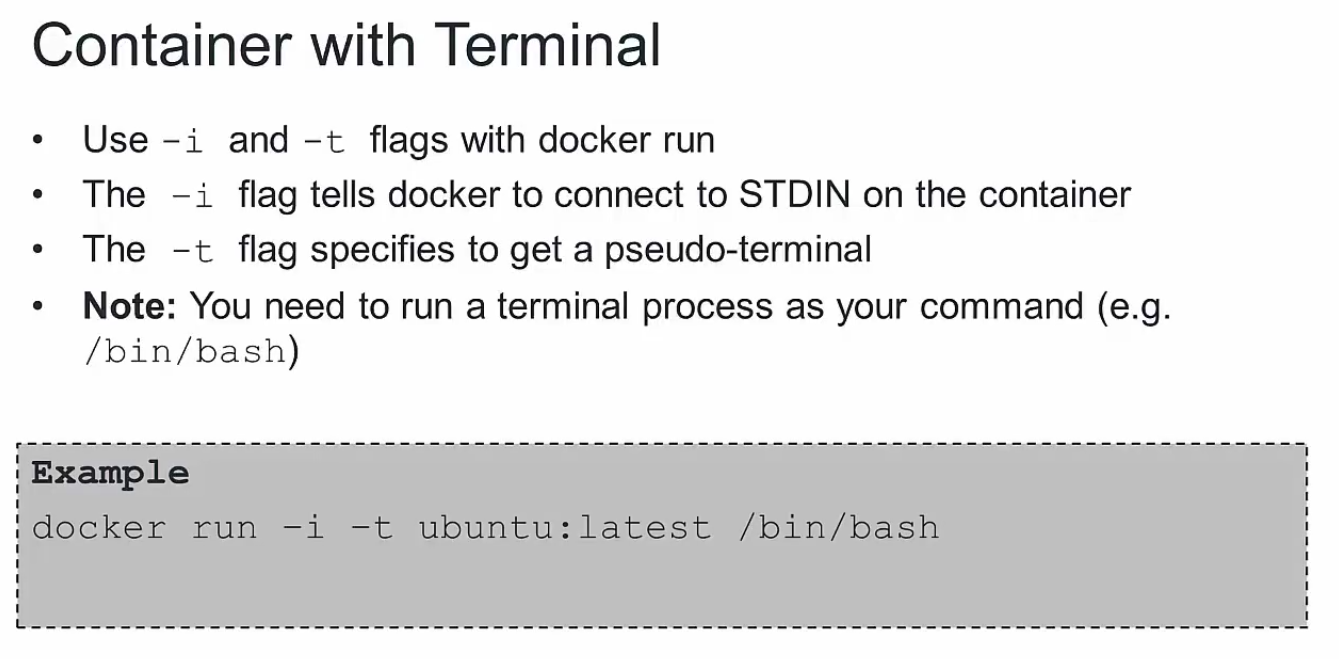 Container with Terminal
• Use -i and -t flags with docker run
• The -i flag tells docker to connect to STDIN on the container
• The -t flag specifies to get a pseudo-terminal
• Note: You need to run a terminal process as your command (e.g.
/bin/bash)
Example
docker run -i -t ubuntu:latest /bin/bash